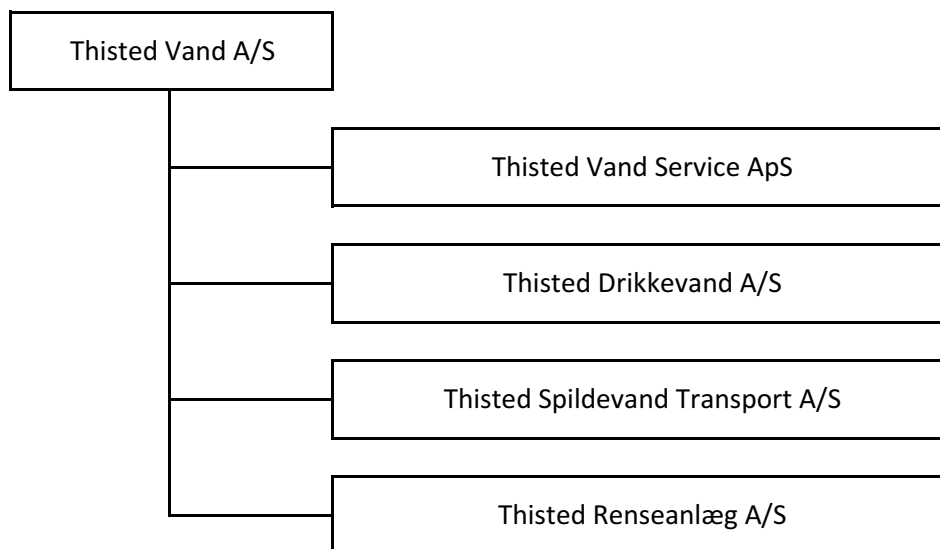 Thisted Vand A/S
Thisted Vand Service ApS
Thisted Drikkevand A/S
Thisted Spildevand Transport A/S
Thisted Renseanlæg A/S